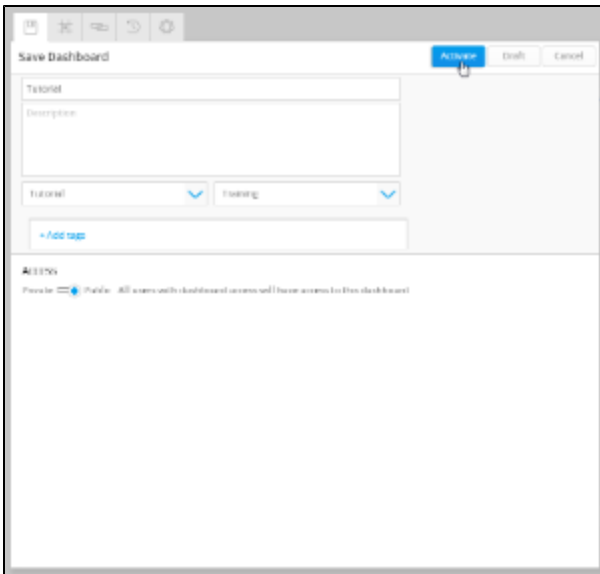 Save Dashboard
Activate Draft Cancel
Tutorial
Description
Tutorial Training
+ Add tags
ACCESS
Private Public All users with dashboard access will have access to this dashboard